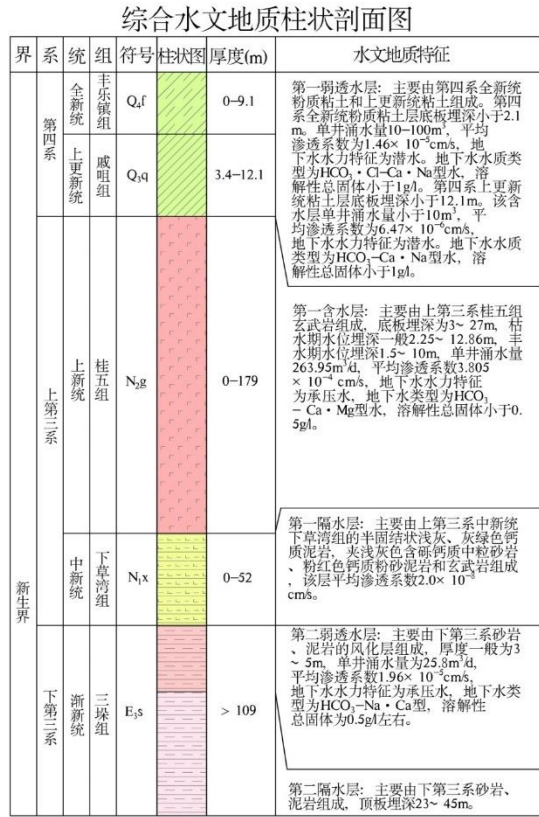 综合水文地质柱状剖面图
界 系 统 组 符号 柱状图 厚度(m) 水文地质特征
新生界
第四系
全新统
丰乐镇组
Q₄f
0-9.1
上更新统
戚咀组
Q₃q
3.4-12.1
第一弱透水层：主要由第四系全新统
粉质粘土和上更新统粘土组成。第四
系全新统粉质粘土层底板埋深小于2.1
m。单井涌水量10-100m³，平均
渗透系数为1.46× 10⁻⁵cm/s，地
下水水力特征为潜水。地下水水质类
型为HCO₃·Cl-Ca·Na型水，溶
解性总固体小于1g/l。第四系上更新
统粘土层底板埋深小于12.1m。该含
水层单井涌水量小于10m³，平
均渗透系数为6.47× 10⁻⁶cm/s，
地下水水力特征为潜水。地下水水质
类型为HCO₃-Ca·Na型水，溶
解性总固体小于1g/l。
上第三系
上新统
桂五组
N₂g
0-179
第一含水层：主要由上第三系桂五组
玄武岩组成，底板埋深为3~ 27m，枯
水期水位埋深一般2.25~ 12.86m，丰
水期水位埋深1.5~ 10m，单井涌水量
263.95m³/d，平均渗透系数3.805
× 10⁻⁴ cm/s，地下水水力特征
为承压水，地下水类型为HCO₃
- Ca·Mg型水，溶解性总固体小于0.
5g/l。
中新统
下草湾组
N₁x
0-52
第一隔水层：主要由上第三系中新统
下草湾组的半固结状浅灰、灰绿色钙
质泥岩，夹浅灰色含砾钙质中粒砂岩
、粉红色钙质粉砂泥岩和玄武岩组成
，该层平均渗透系数2.0× 10⁻⁸
cm/s。
下第三系
渐新统
三垛组
E₃s
> 109
第二弱透水层：主要由下第三系砂岩
、泥岩的风化层组成，厚度一般为3
~ 5m，单井涌水量为25.8m³/d，
平均渗透系数1.96× 10⁻⁵cm/s，
地下水水力特征为承压水，地下水类
型为HCO₃-Na·Ca型，溶解性
总固体为0.5g/l左右。
第二隔水层：主要由下第三系砂岩、
泥岩组成，顶板埋深23~ 45m。